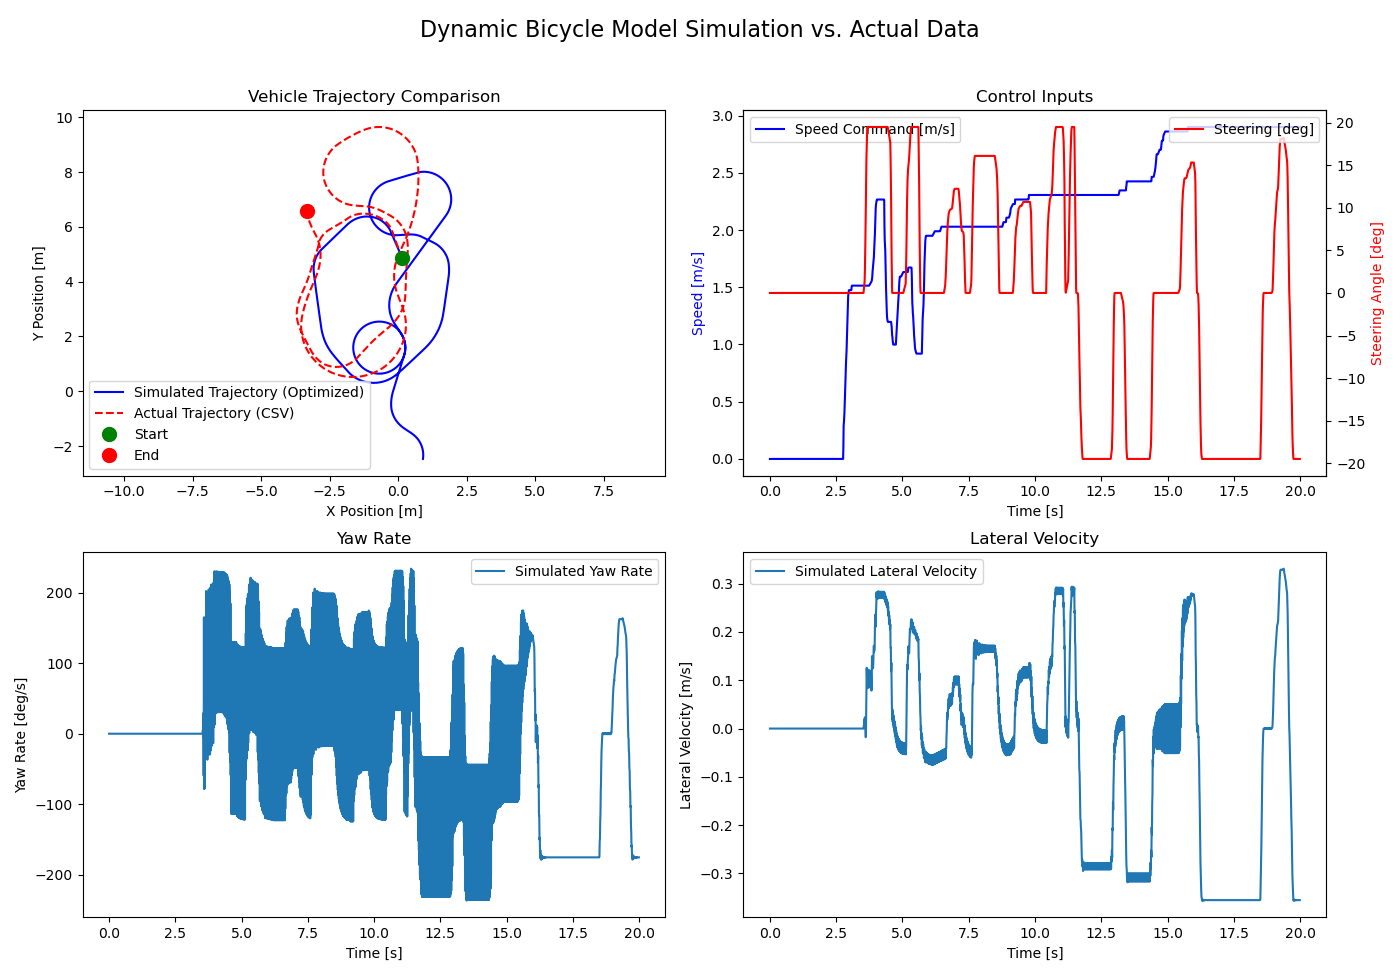 Dynamic Bicycle Model Simulation vs. Actual Data
Vehicle Trajectory Comparison
10
8
6
4
2
0
−2
Y Position [m]
Simulated Trajectory (Optimized)
Actual Trajectory (CSV)
Start
End
−10.0 −7.5 −5.0 −2.5 0.0 2.5 5.0 7.5
X Position [m]
Control Inputs
Speed Command [m/s]
Steering [deg]
3.0
2.5
2.0
1.5
1.0
0.5
0.0
Speed [m/s]
20
15
10
5
0
−5
−10
−15
−20
Steering Angle [deg]
0.0 2.5 5.0 7.5 10.0 12.5 15.0 17.5 20.0
Time [s]
Yaw Rate
Simulated Yaw Rate
200
100
0
−100
−200
Yaw Rate [deg/s]
0.0 2.5 5.0 7.5 10.0 12.5 15.0 17.5 20.0
Time [s]
Lateral Velocity
Simulated Lateral Velocity
0.3
0.2
0.1
0.0
−0.1
−0.2
−0.3
Lateral Velocity [m/s]
0.0 2.5 5.0 7.5 10.0 12.5 15.0 17.5 20.0
Time [s]